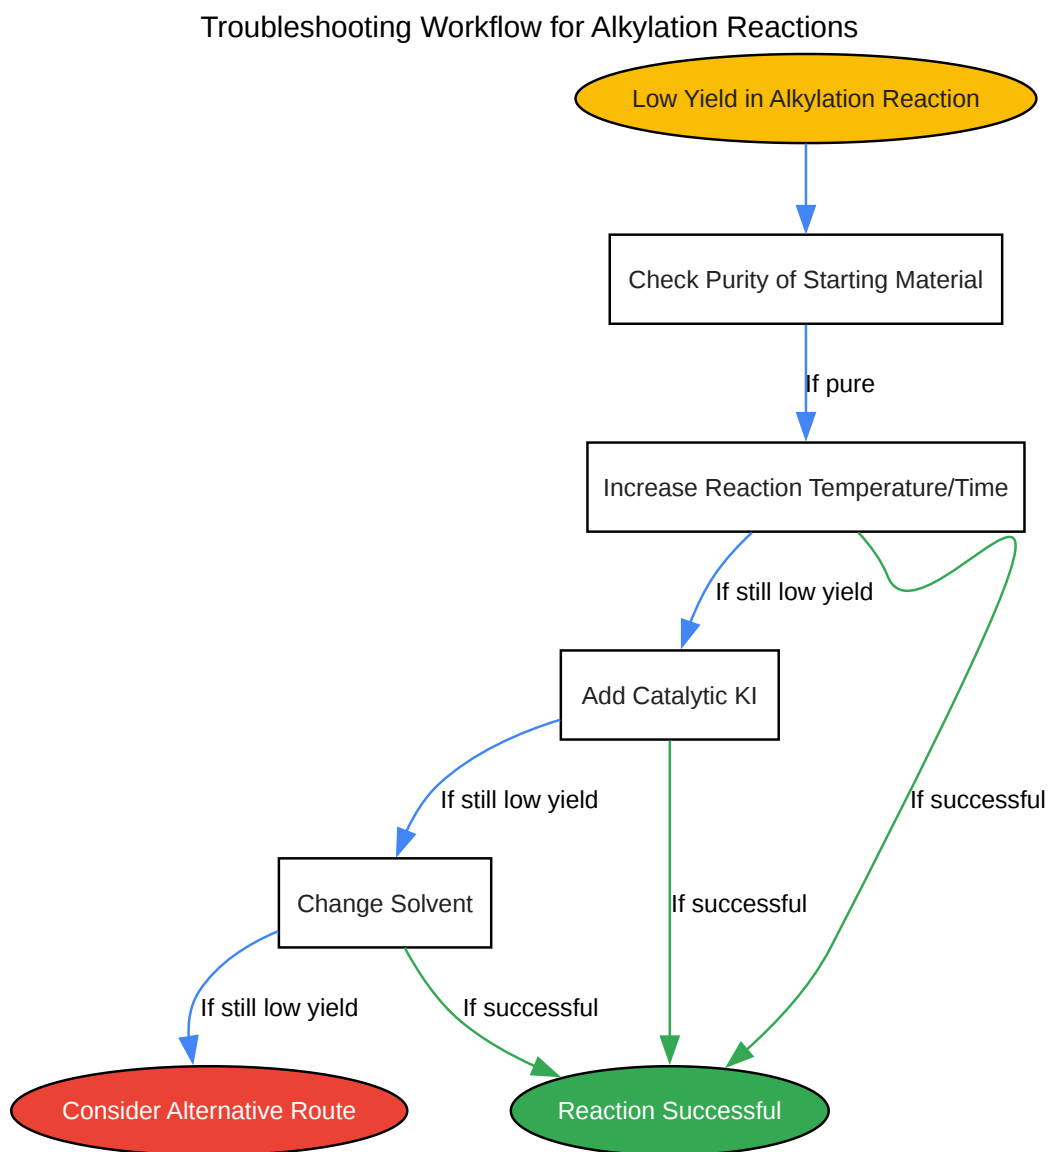 Troubleshooting Workflow for Alkylation Reactions
Low Yield in Alkylation Reaction
Check Purity of Starting Material
If pure
Increase Reaction Temperature/Time
If still low yield
Add Catalytic KI
If still low yield
If successful
Change Solvent
If successful
If still low yield
If successful
Consider Alternative Route
Reaction Successful